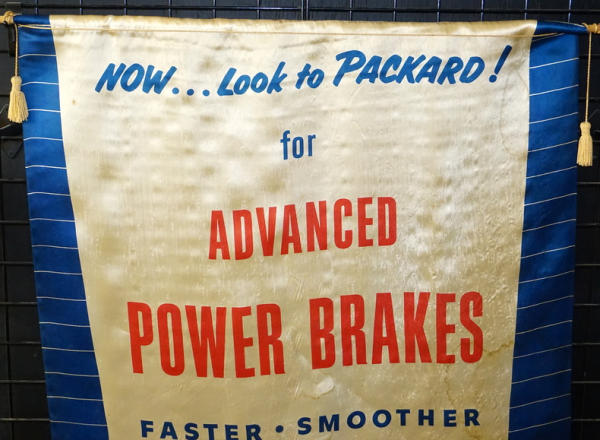 NOW... Look to PACKARD!
for
ADVANCED
POWER BRAKES
FASTER • SMOOTHER